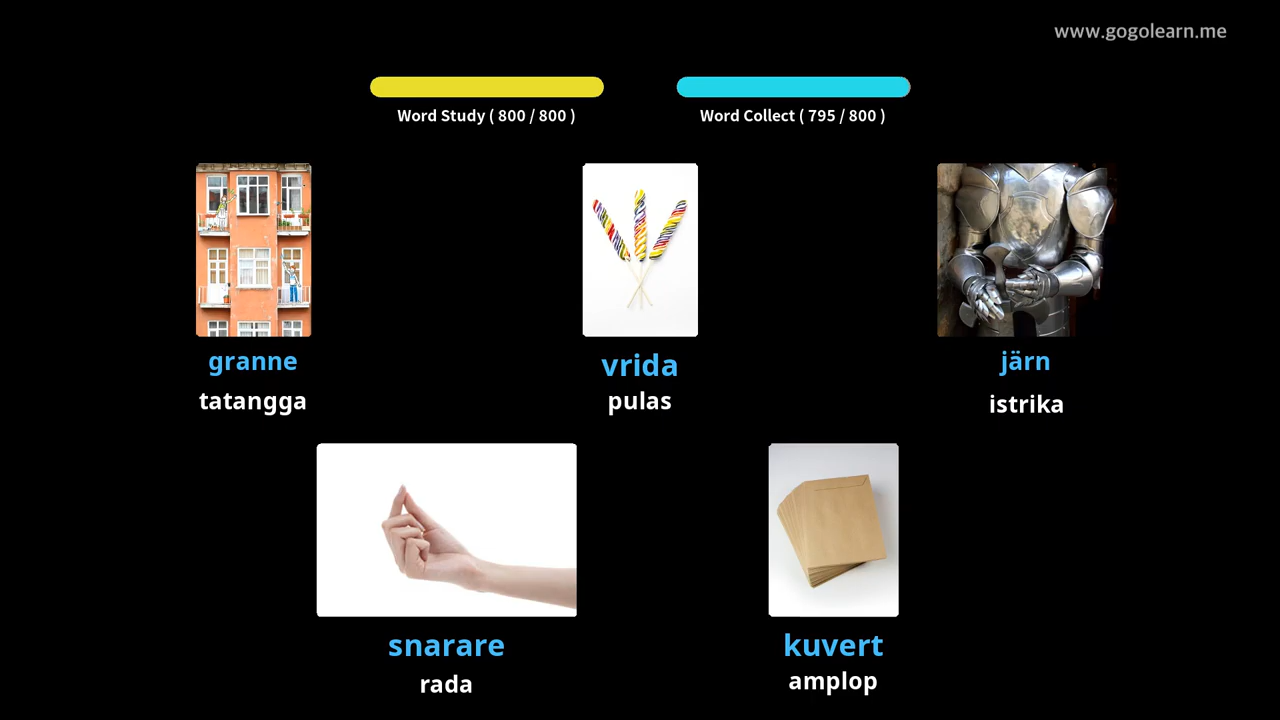 www.gogolearn.me
Word Study ( 800 / 800 )
Word Collect ( 795 / 800 )
granne
tatangga
vrida
pulas
järn
istrika
snarare
rada
kuvert
amplop